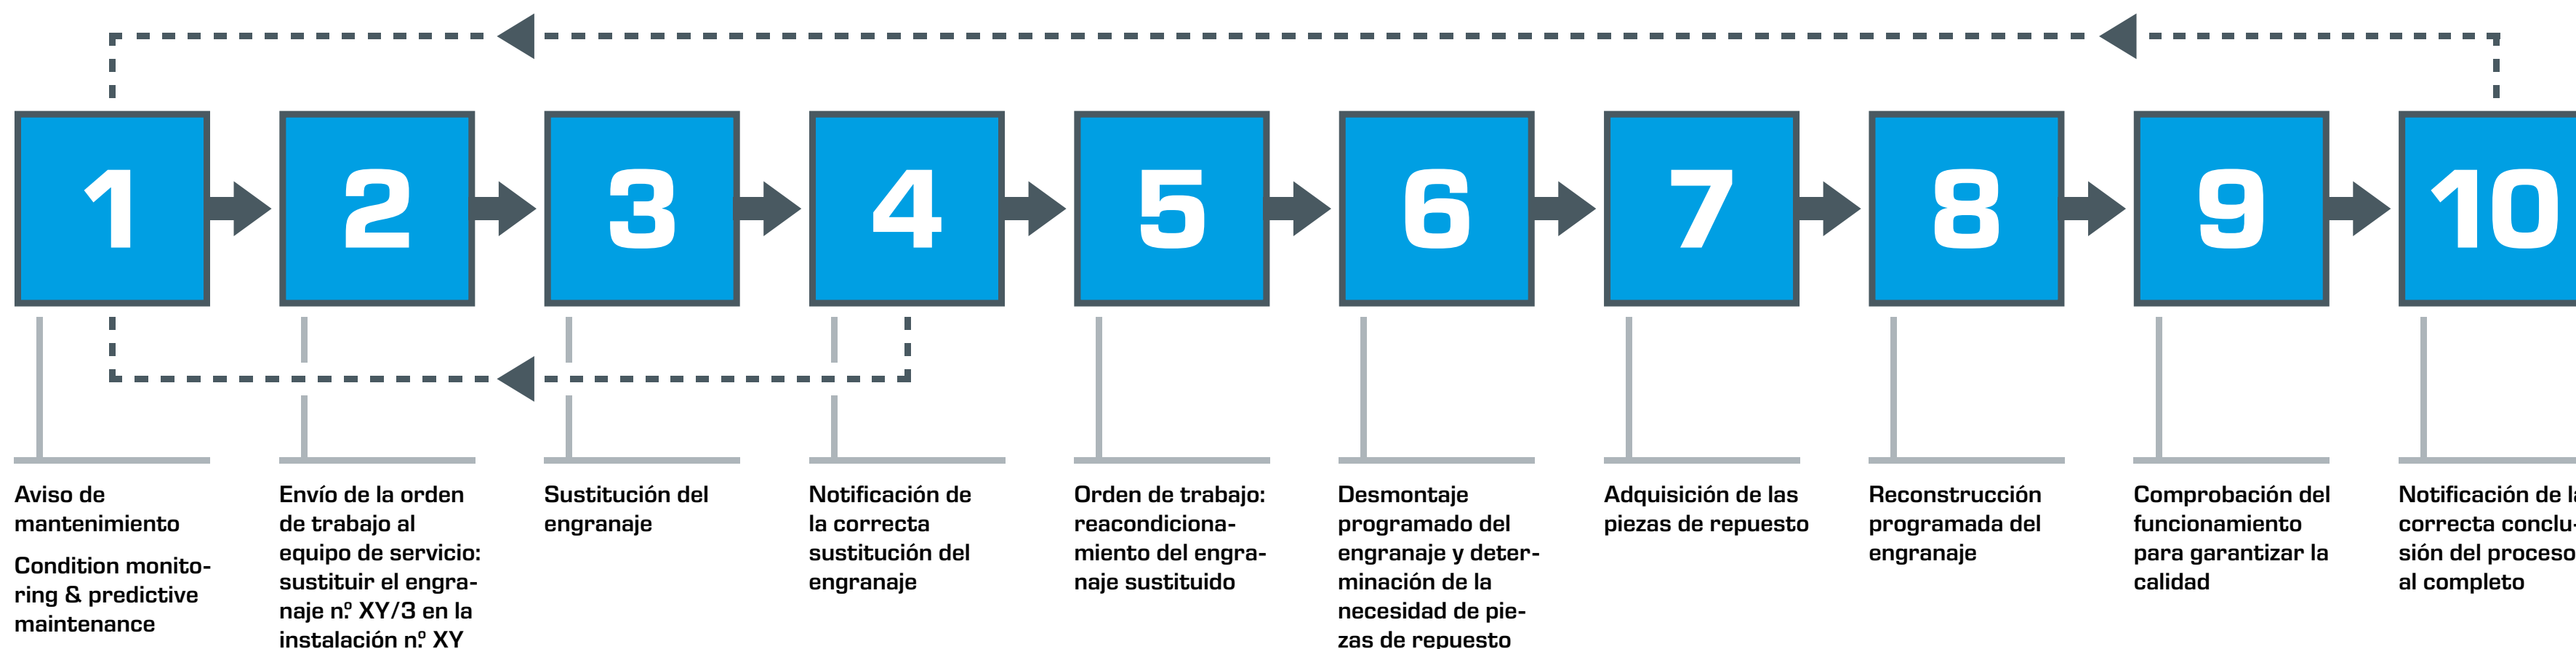 1
2
3
4
5
6
7
8
9
10
Aviso de
mantenimiento
Condition monito-
ring & predictive
maintenance
Envío de la orden
de trabajo al
equipo de servicio:
sustituir el engra-
naje n.º XY/3 en la
instalación n.º XY
Sustitución del
engranaje
Notificación de
la correcta
sustitución del
engranaje
Orden de trabajo:
reacondiciona-
miento del engra-
naje sustituido
Desmontaje
programado del
engranaje y deter-
minación de la
necesidad de pie-
zas de repuesto
Adquisición de las
piezas de repuesto
Reconstrucción
programada del
engranaje
Comprobación del
funcionamiento
para garantizar la
calidad
Notificación de la
correcta conclu-
sión del proceso
al completo